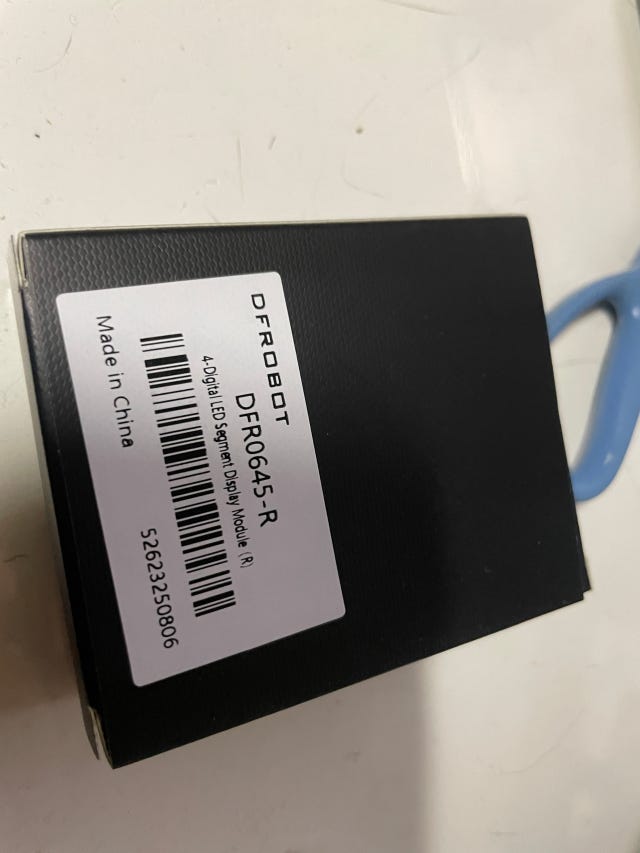 DFROBOT
DFR0645-R
4-Digital LED Segment Display Module (R)
Made in China
52623250806